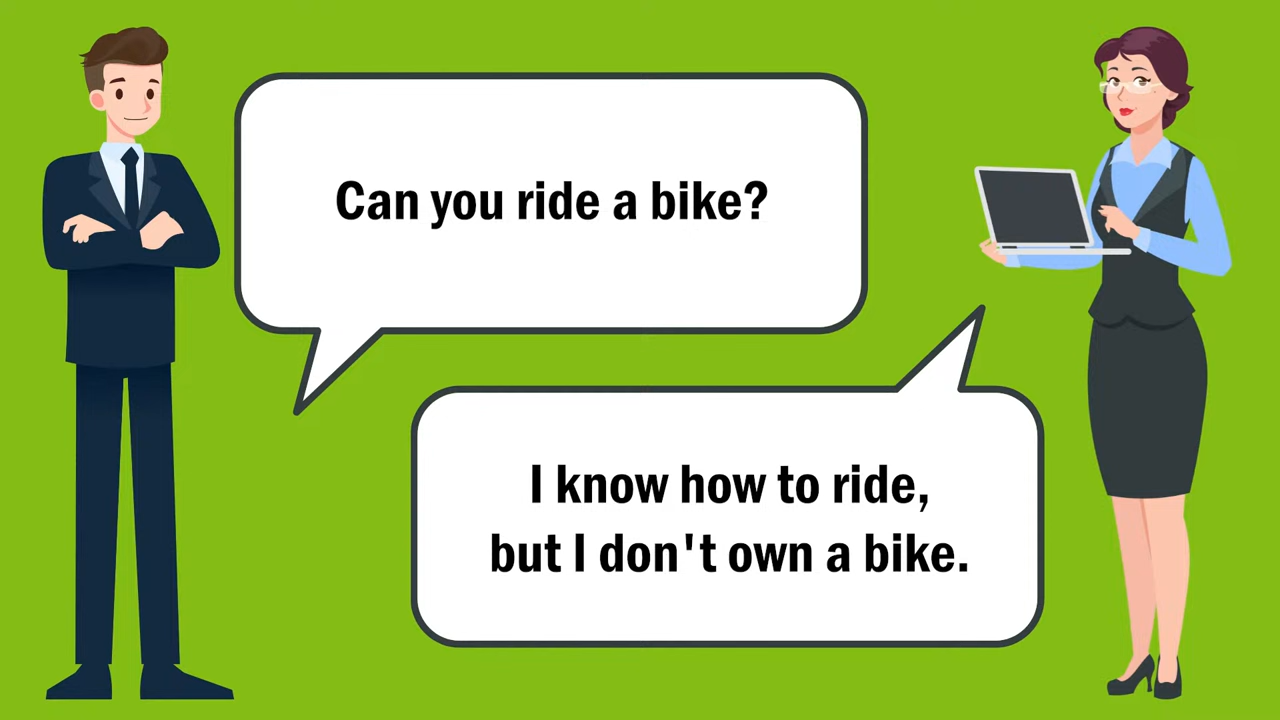 Can you ride a bike?
I know how to ride,
but I don't own a bike.